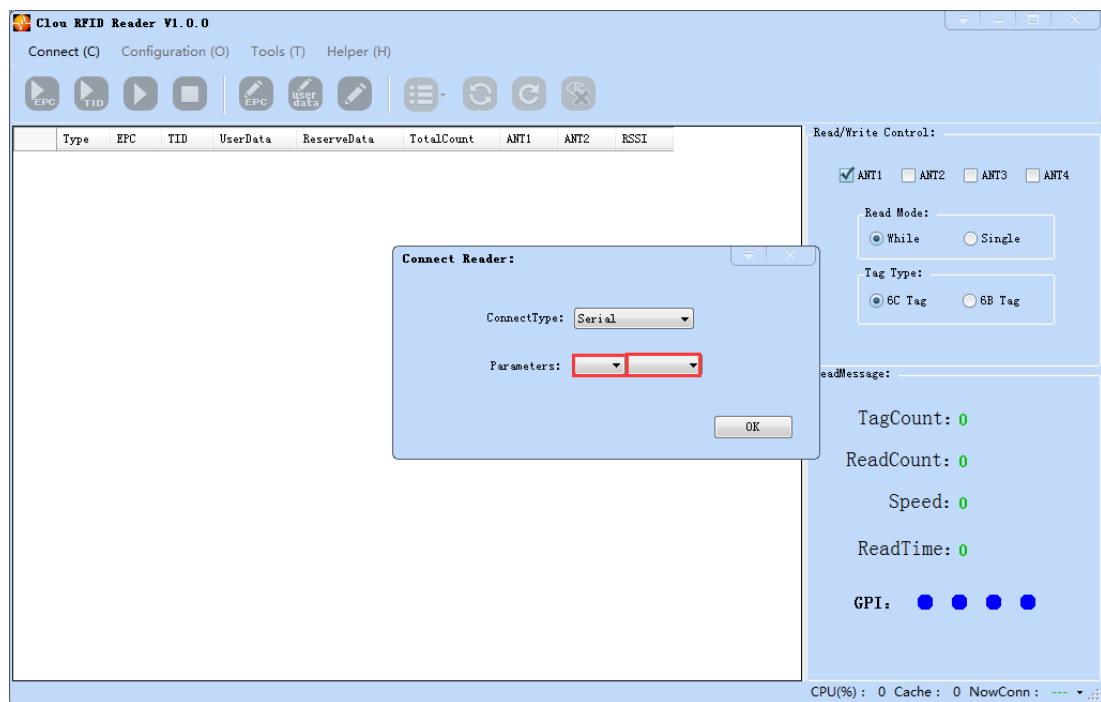 Clou RFID Reader V1.0.0
Connect (C) Configuration (O) Tools (T) Helper (H)
EPC TID EPC user data
Type EPC TID UserData ReserveData TotalCount ANT1 ANT2 RSSI
Read/Write Control:
ANT1 ANT2 ANT3 ANT4
Read Mode:
While Single
Tag Type:
6C Tag 6B Tag
Connect Reader:
ConnectType: Serial
Parameters:
OK
eadMessage:
TagCount: 0
ReadCount: 0
Speed: 0
ReadTime: 0
GPI:
CPU(%) : 0 Cache : 0 NowConn : ---